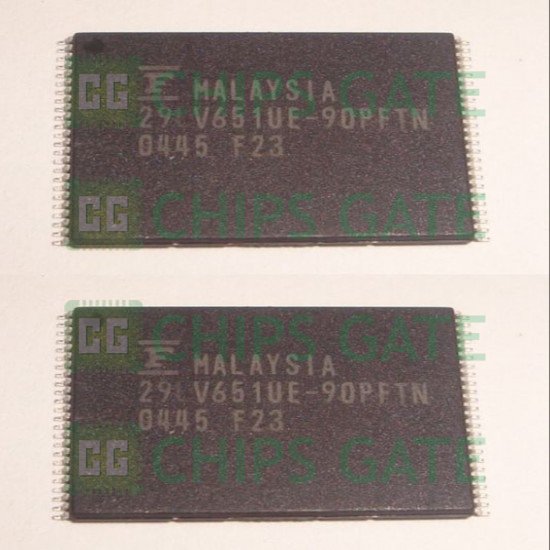 CG CHIPS GATE
MALAYSIA
29LV651UE-90PFTN
0445 F23
CG CHIPS GATE
CG CHIPS GATE
MALAYSIA
29LV651UE-90PFTN
0445 F23
CG CHIPS GATE